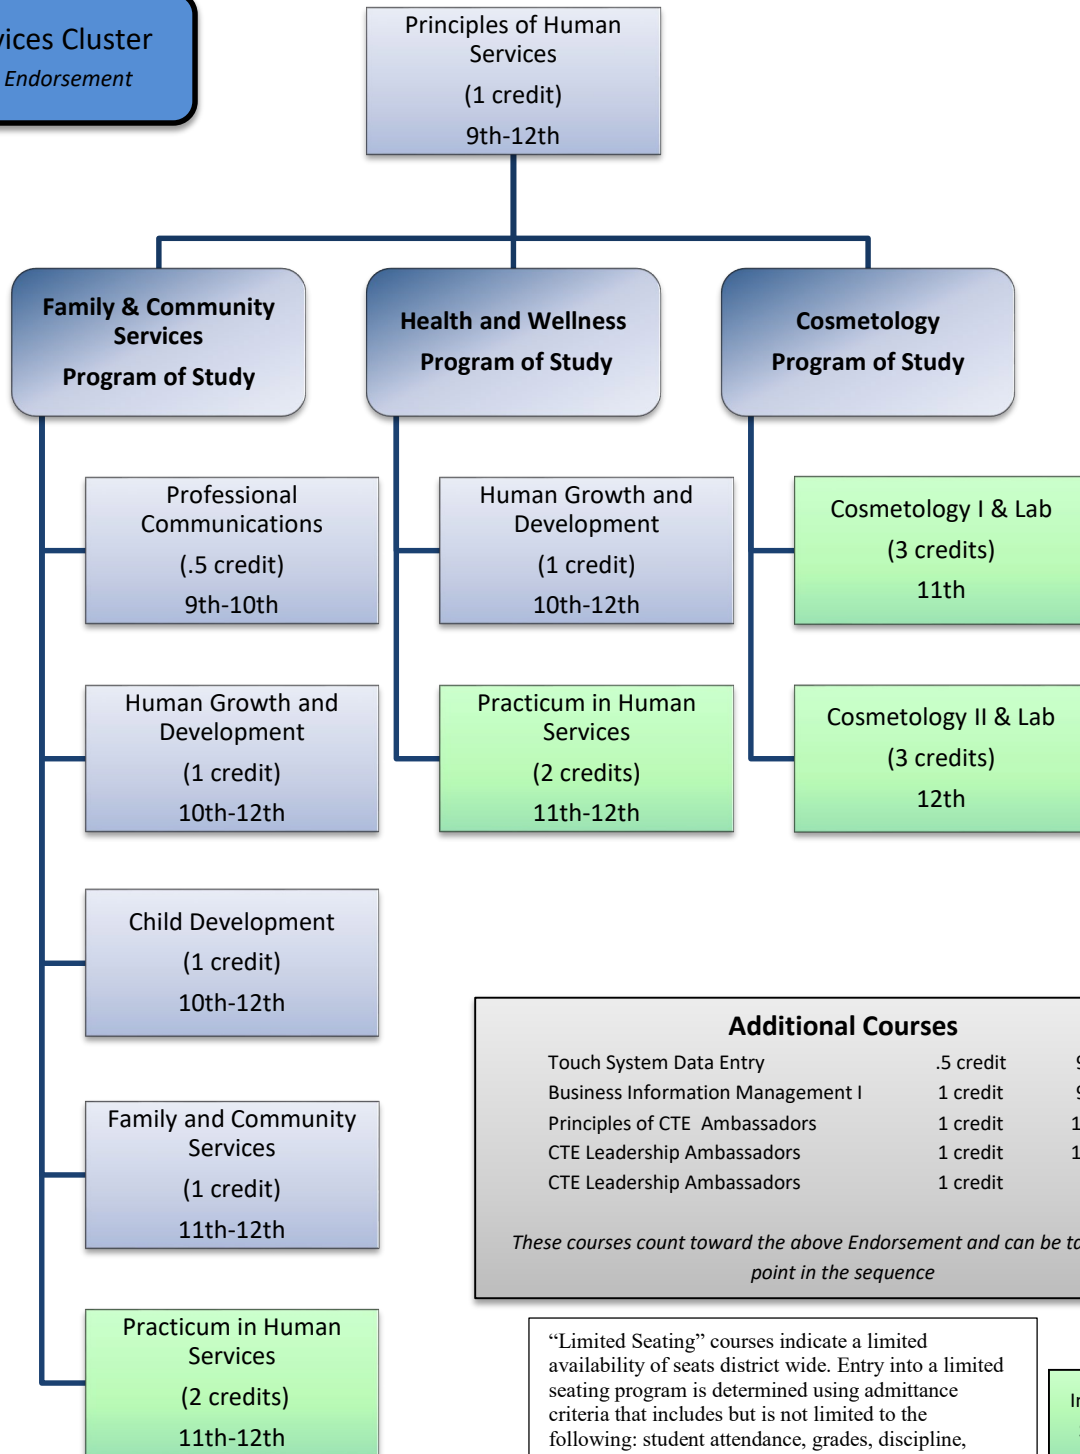 Cluster
Endorsement
Principles of Human
Services
(1 credit)
9th-12th
Family & Community
Services
Program of Study
Health and Wellness
Program of Study
Cosmetology
Program of Study
Professional
Communications
(.5 credit)
9th-10th
Human Growth and
Development
(1 credit)
10th-12th
Child Development
(1 credit)
10th-12th
Family and Community
Services
(1 credit)
11th-12th
Practicum in Human
Services
(2 credits)
11th-12th
Human Growth and
Development
(1 credit)
10th-12th
Practicum in Human
Services
(2 credits)
11th-12th
Cosmetology I & Lab
(3 credits)
11th
Cosmetology II & Lab
(3 credits)
12th
Additional Courses
Touch System Data Entry .5 credit
Business Information Management I 1 credit
Principles of CTE Ambassadors 1 credit
CTE Leadership Ambassadors 1 credit
CTE Leadership Ambassadors 1 credit
These courses count toward the above Endorsement and can be
point in the sequence
“Limited Seating” courses indicate a limited
availability of seats district wide. Entry into a limited
seating program is determined using admittance
criteria that includes but is not limited to the
following: student attendance, grades, discipline,